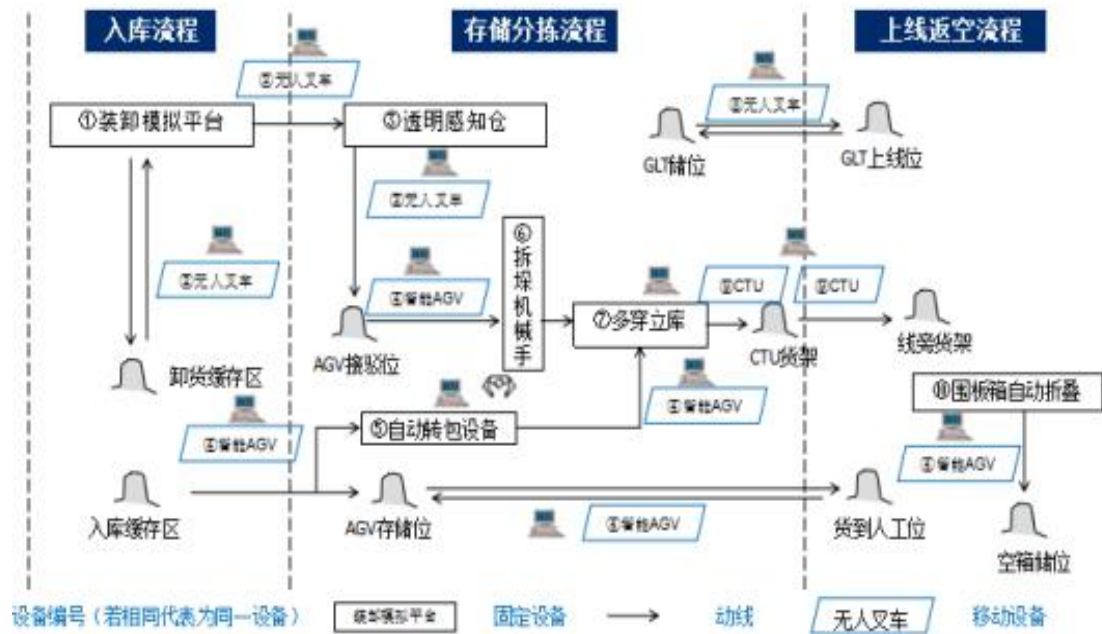 入库流程
存储分拣流程
上线返空流程
②无人叉车
①装卸模拟平台
③透明感知仓
②无人叉车
GLT储位
GLT上线位
②无人叉车
②无人叉车
⑥拆垛机械手
④智能AGV
AGV接驳位
⑦多穿立库
CTU
CTU货架
CTU
线旁货架
卸货缓存区
④智能AGV
⑤自动转包设备
④智能AGV
⑩围板箱自动折叠
④智能AGV
入库缓存区
AGV存储位
④智能AGV
货到人工位
空箱储位
设备编号（若相同代表为同一设备）
装卸模拟平台
固定设备
动线
无人叉车
移动设备